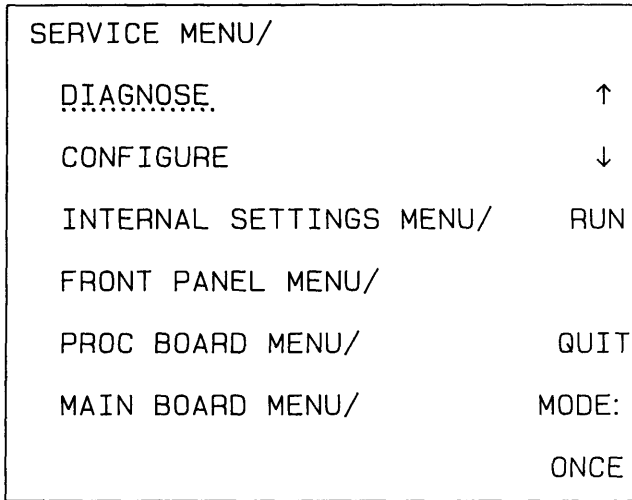 SERVICE MENU/
DIAGNOSE ↑
CONFIGURE ↓
INTERNAL SETTINGS MENU/ RUN
FRONT PANEL MENU/
PROC BOARD MENU/ QUIT
MAIN BOARD MENU/ MODE:
ONCE